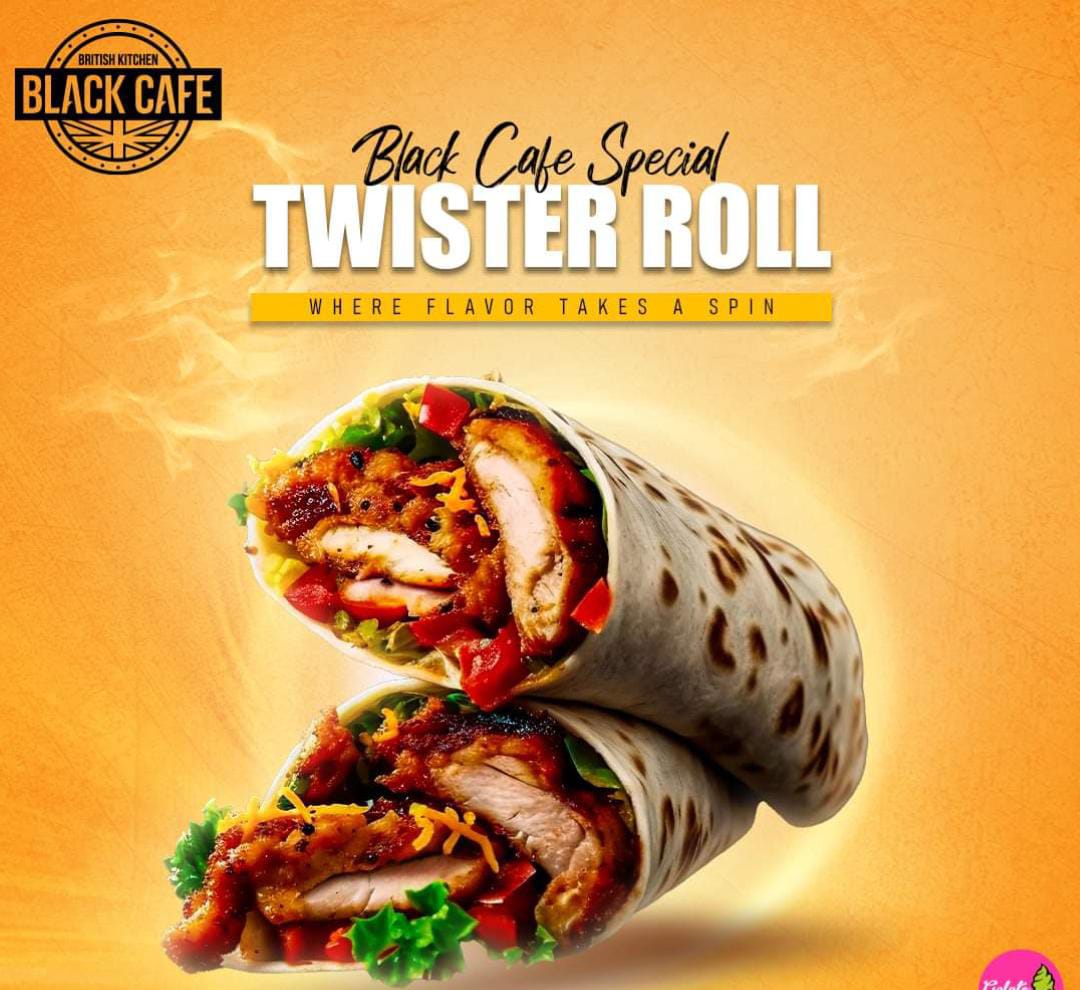 BRITISH KITCHEN
BLACK CAFE
Black Cafe Special
TWISTER ROLL
WHERE FLAVOR TAKES A SPIN